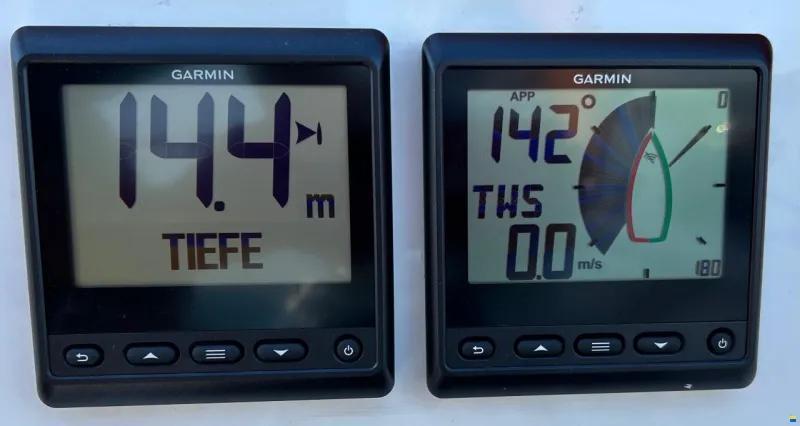 GARMIN
14.4
m
TIEFE
GARMIN
APP
142°
TWS
0.0 m/s
0
180